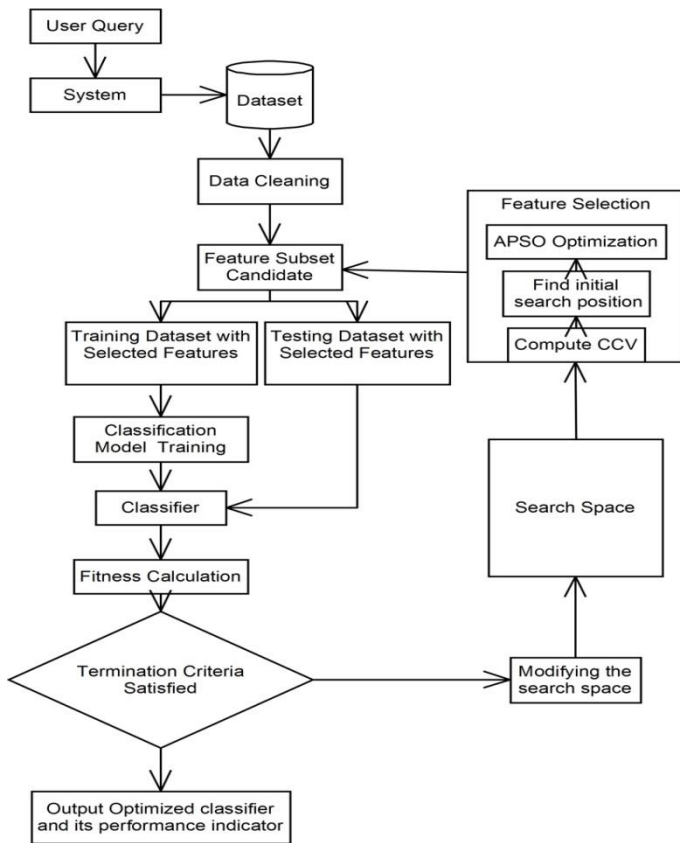 User Query
System
Dataset
Data Cleaning
Feature Subset
Candidate
Training Dataset with
Selected Features
Testing Dataset with
Selected Features
Classification
Model Training
Classifier
Fitness Calculation
Termination Criteria
Satisfied
Output Optimized classifier
and its performance indicator
Feature Selection
APSO Optimization
Find initial
search position
Compute CCV
Search Space
Modifying the
search space